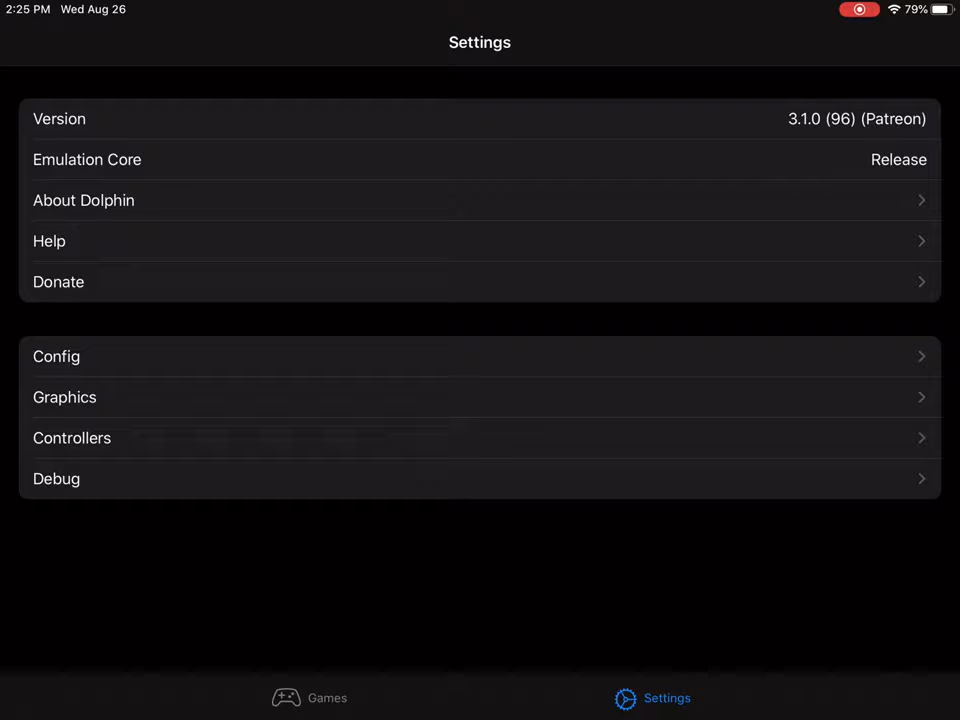 2:25 PM Wed Aug 26 79%
Settings
Version 3.1.0 (96) (Patreon)
Emulation Core Release
About Dolphin
Help
Donate
Config
Graphics
Controllers
Debug
Games Settings